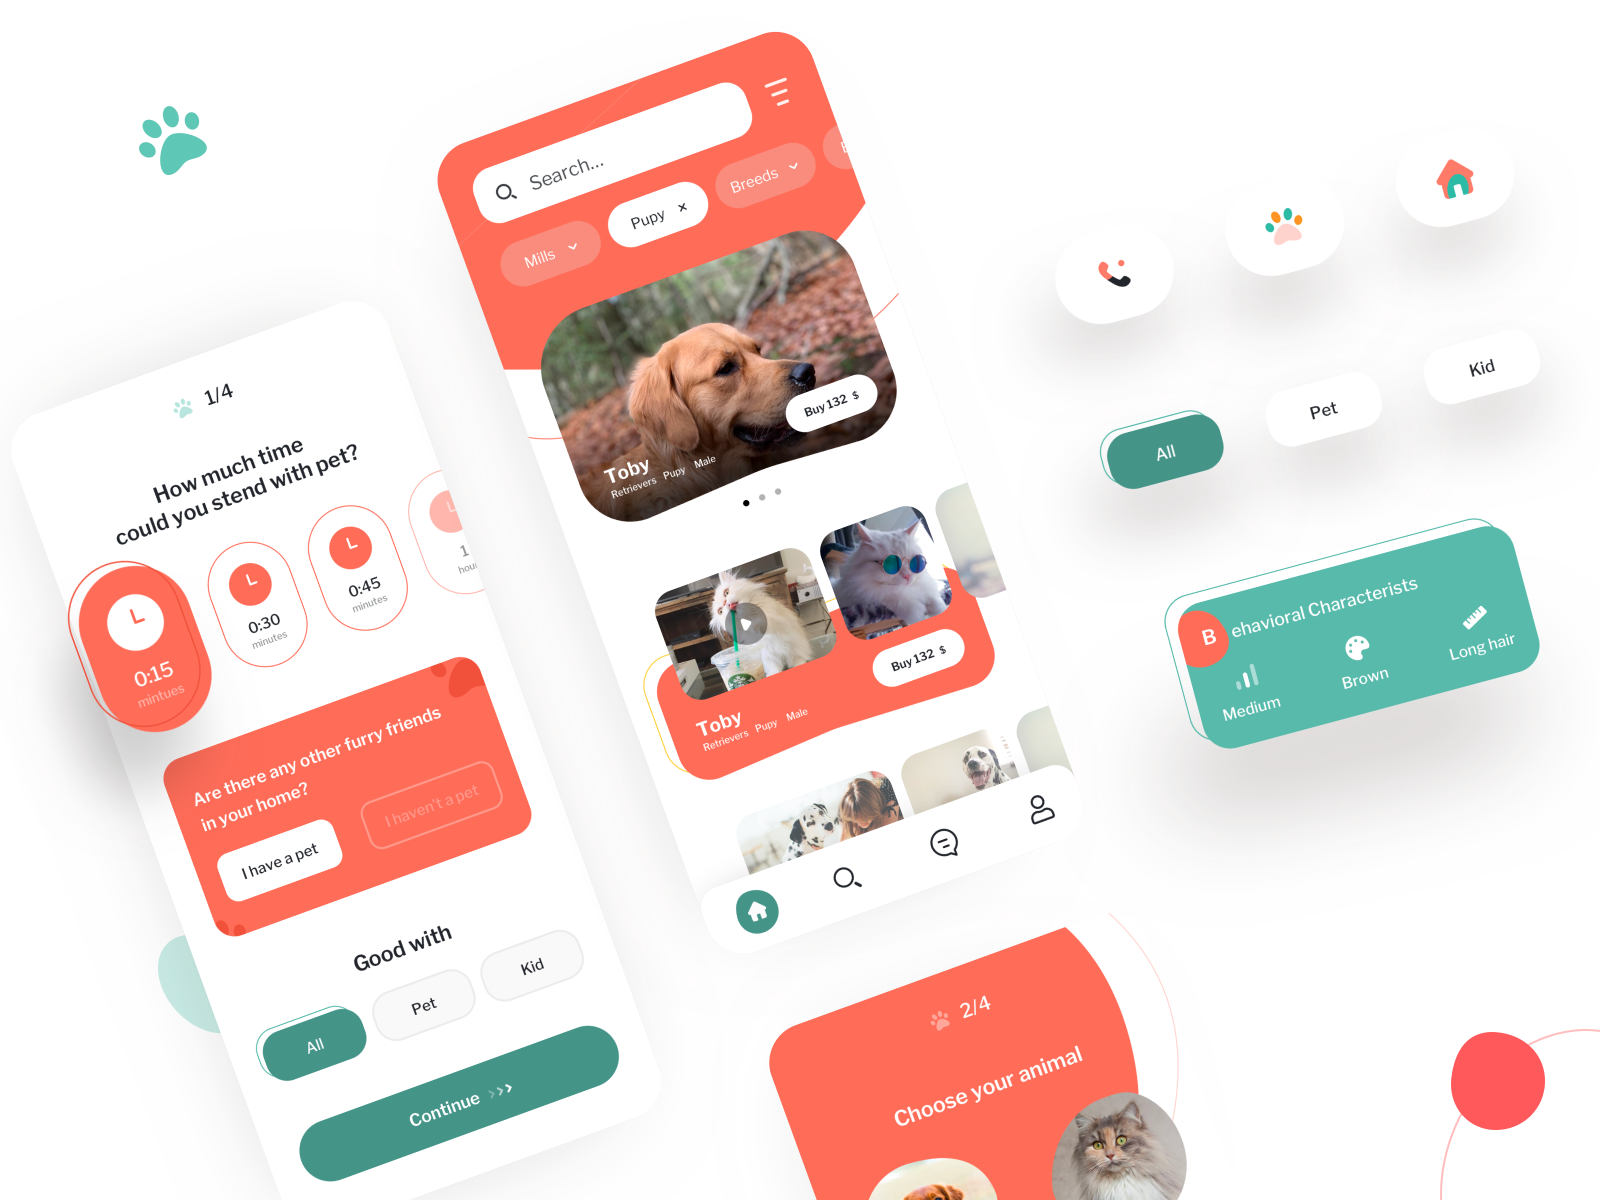 1/4
How much time
could you stend with pet?
0:15
mintues
0:30
minutes
0:45
minutes
1
hour
Are there any other furry friends
in your home?
I have a pet
I haven't a pet
Good with
All
Pet
Kid
Continue
Search...
Mills
Pupy
Breeds
Buy 132 $
Toby
Retrievers Pupy Male
Buy 132 $
Toby
Retrievers Pupy Male
2/4
Choose your animal
All
Pet
Kid
Behavioral Characterists
Medium
Brown
Long hair